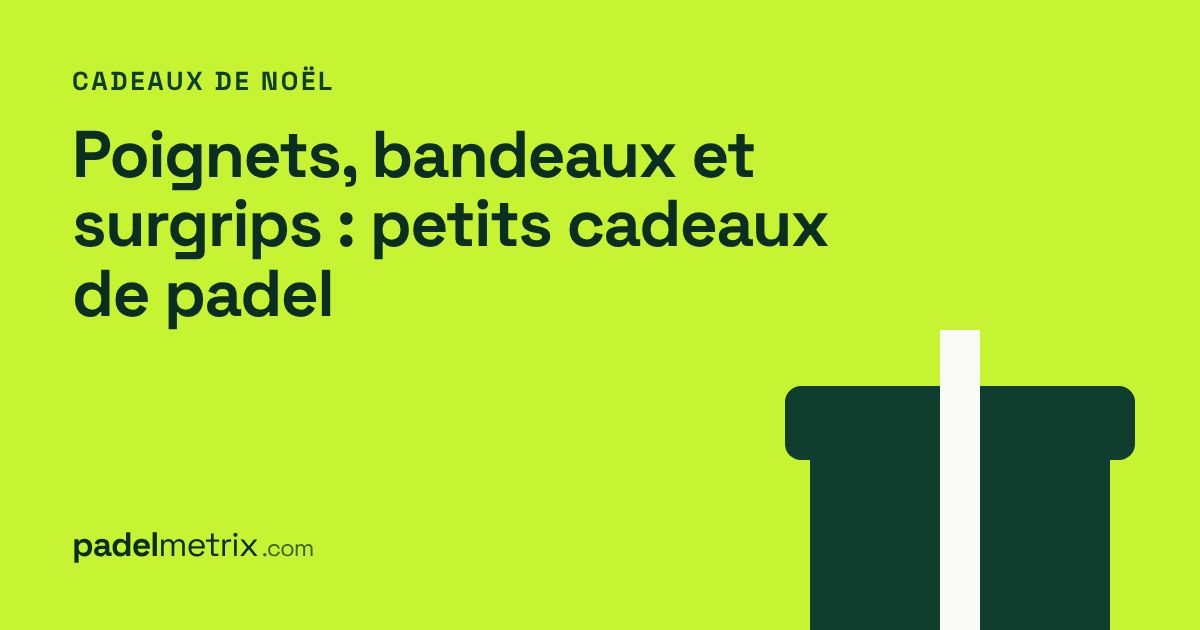 CADEAUX DE NOËL
Poignets, bandeaux et
surgrips : petits cadeaux
de padel
padelmetrix.com